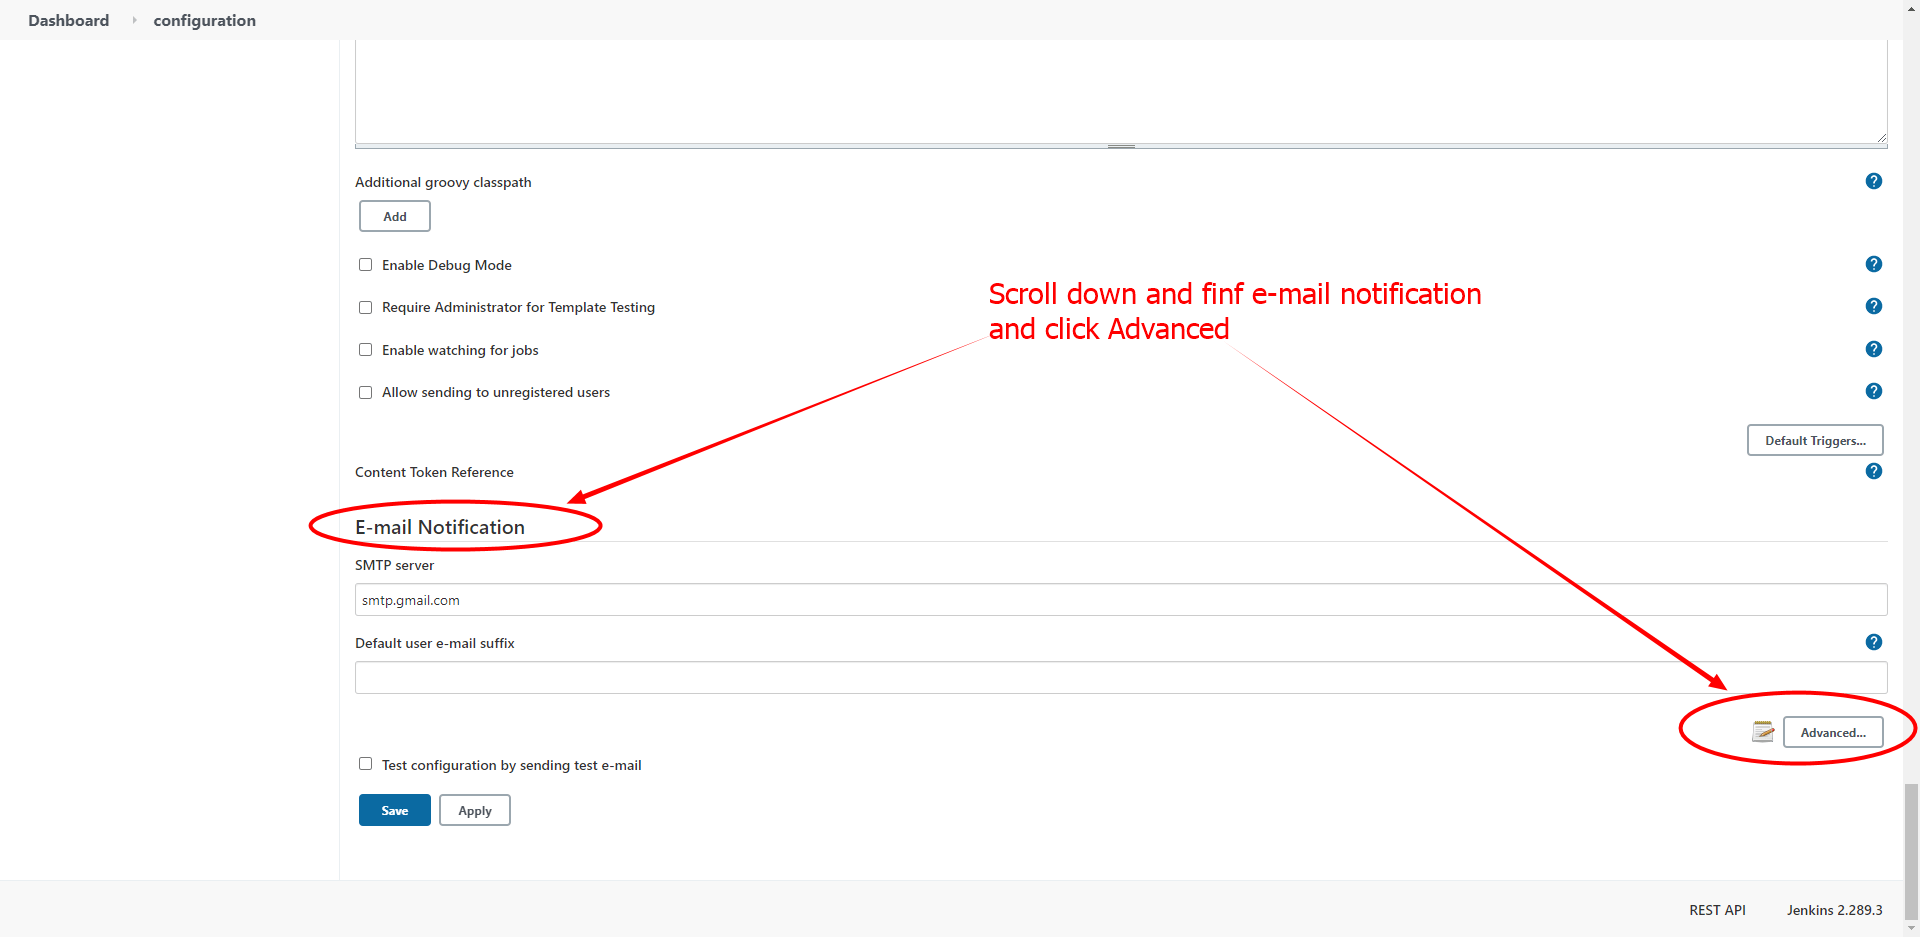 Dashboard
configuration
Additional groovy classpath
?
Add
Enable Debug Mode
?
Require Administrator for Template Testing
?
Scroll down and finf e-mail notification
and click Advanced
Enable watching for jobs
?
Allow sending to unregistered users
?
Default Triggers...
Content Token Reference
?
E-mail Notification
SMTP server
smtp.gmail.com
Default user e-mail suffix
?
Advanced...
Test configuration by sending test e-mail
Save
Apply
REST API
Jenkins 2.289.3